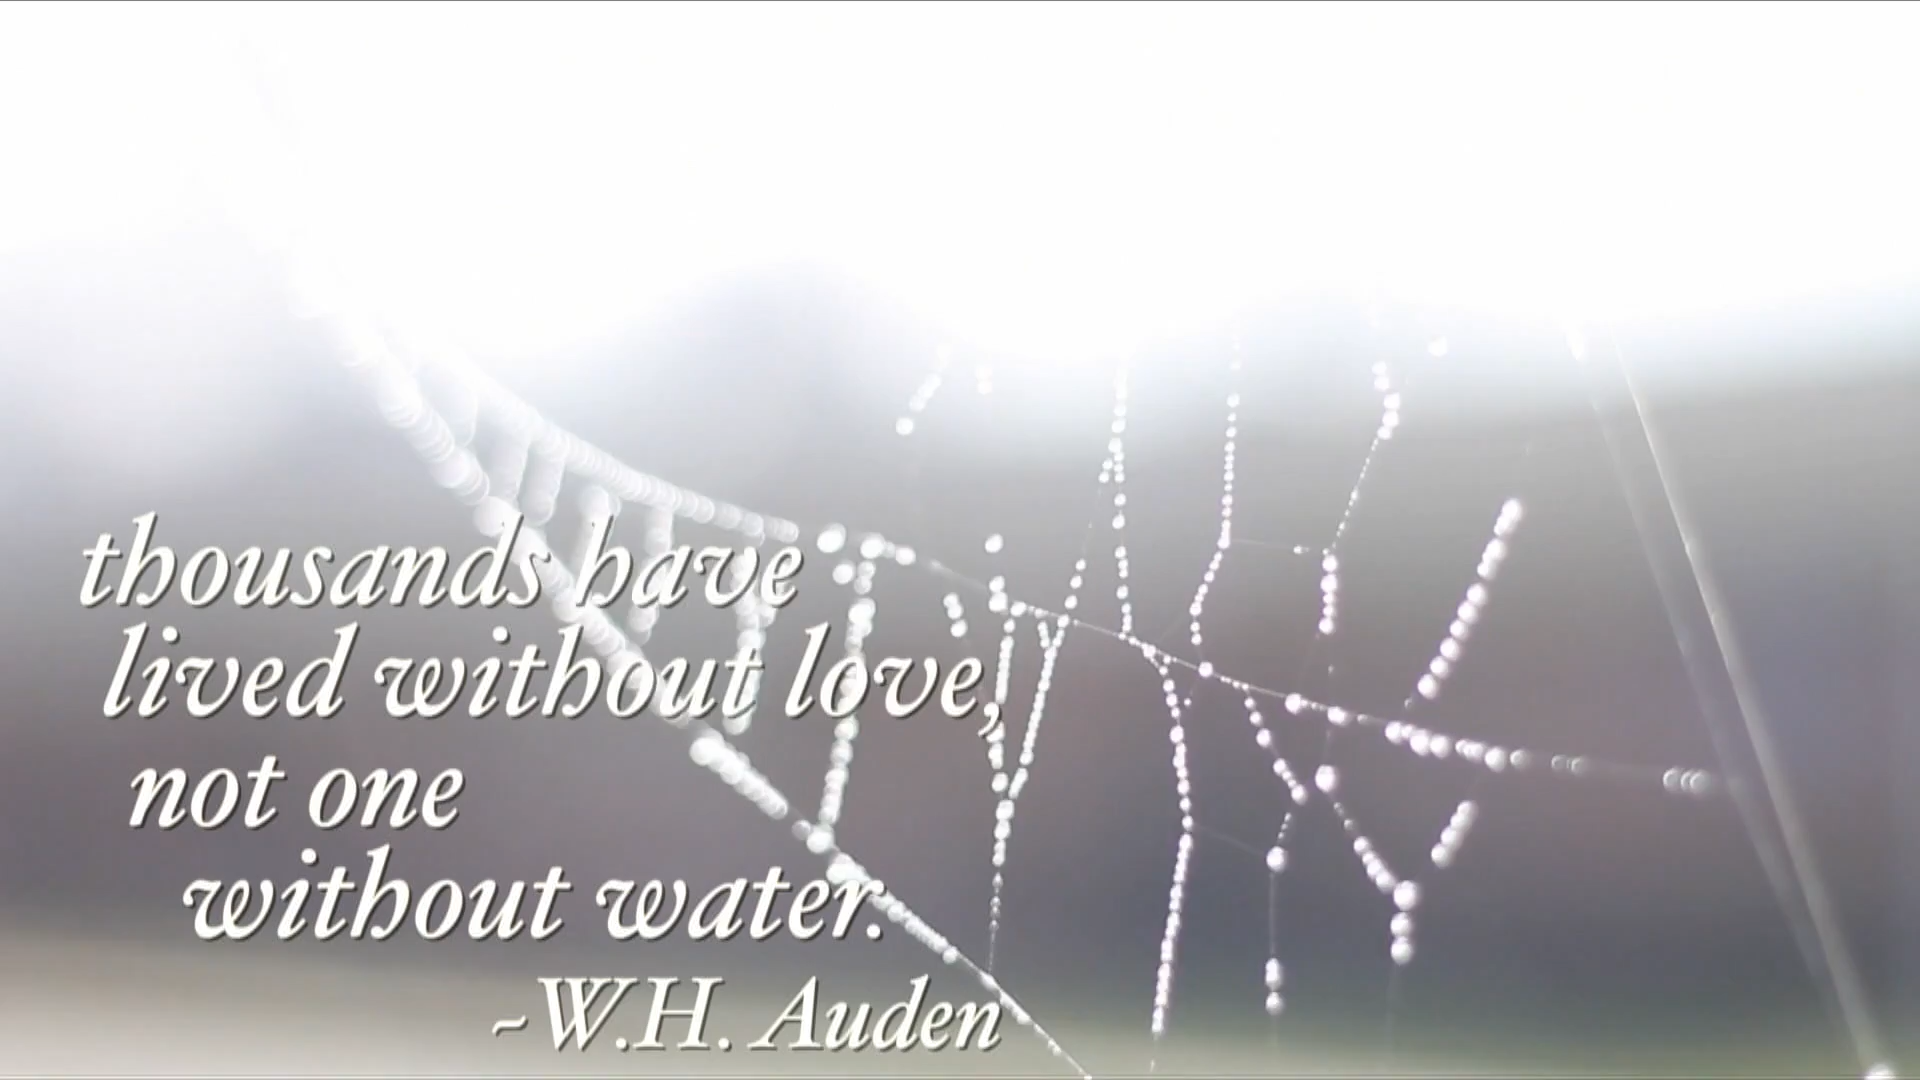 thousands have
lived without love,
not one
without water.
~W.H. Auden